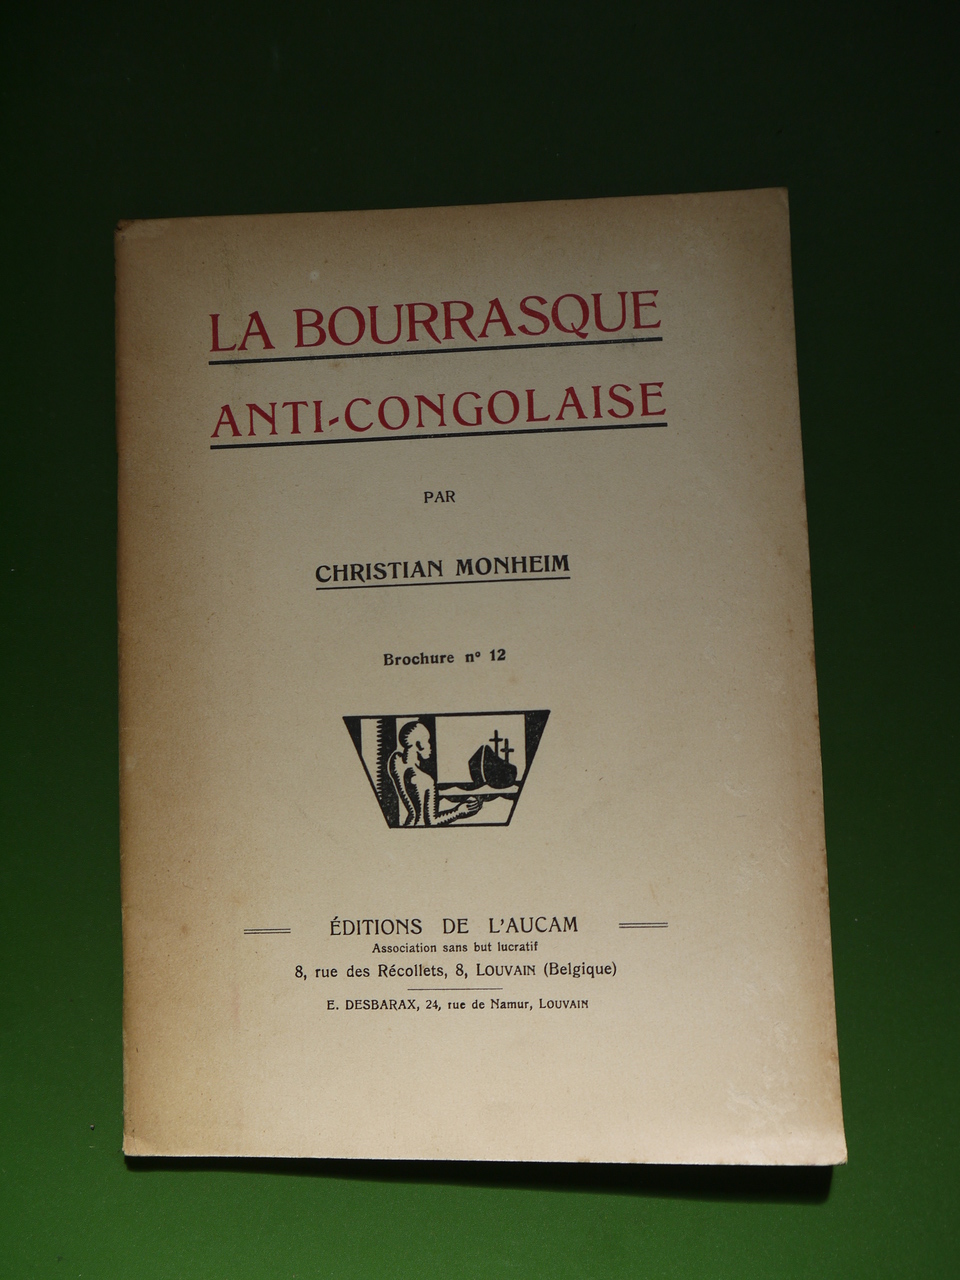 LA BOURRASQUE
ANTI-CONGOLAISE
PAR
CHRISTIAN MONHEIM
Brochure n° 12
ÉDITIONS DE L'AUCAM
Association sans but lucratif
8, rue des Récollets, 8, LOUVAIN (Belgique)
E. DESBARAX, 24, rue de Namur, LOUVAIN